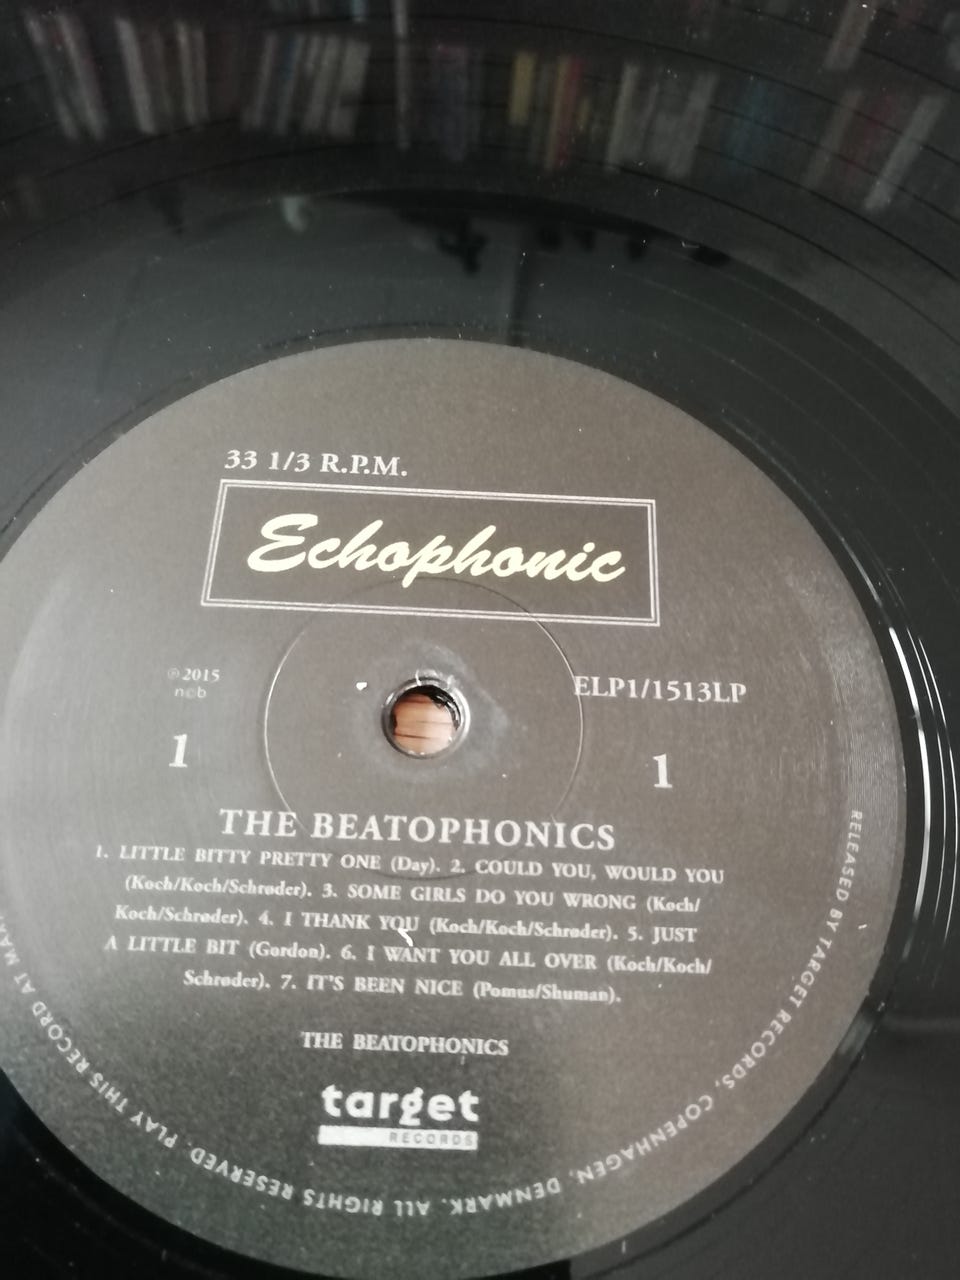 33 1/3 R.P.M.
Echophonic
℗ 2015
n©b
ELP1/1513LP
1
1
THE BEATOPHONICS
1. LITTLE BITTY PRETTY ONE (Day). 2. COULD YOU, WOULD YOU
(Koch/Koch/Schrøder). 3. SOME GIRLS DO YOU WRONG (Koch/
Koch/Schrøder). 4. I THANK YOU (Koch/Koch/Schrøder). 5. JUST
A LITTLE BIT (Gordon). 6. I WANT YOU ALL OVER (Koch/Koch/
Schrøder). 7. IT'S BEEN NICE (Pomus/Shuman).
THE BEATOPHONICS
target
RECORDS
RELEASED BY TARGET RECORDS, COPENHAGEN, DENMARK. ALL RIGHTS RESERVED. PLAY THIS RECORD AT